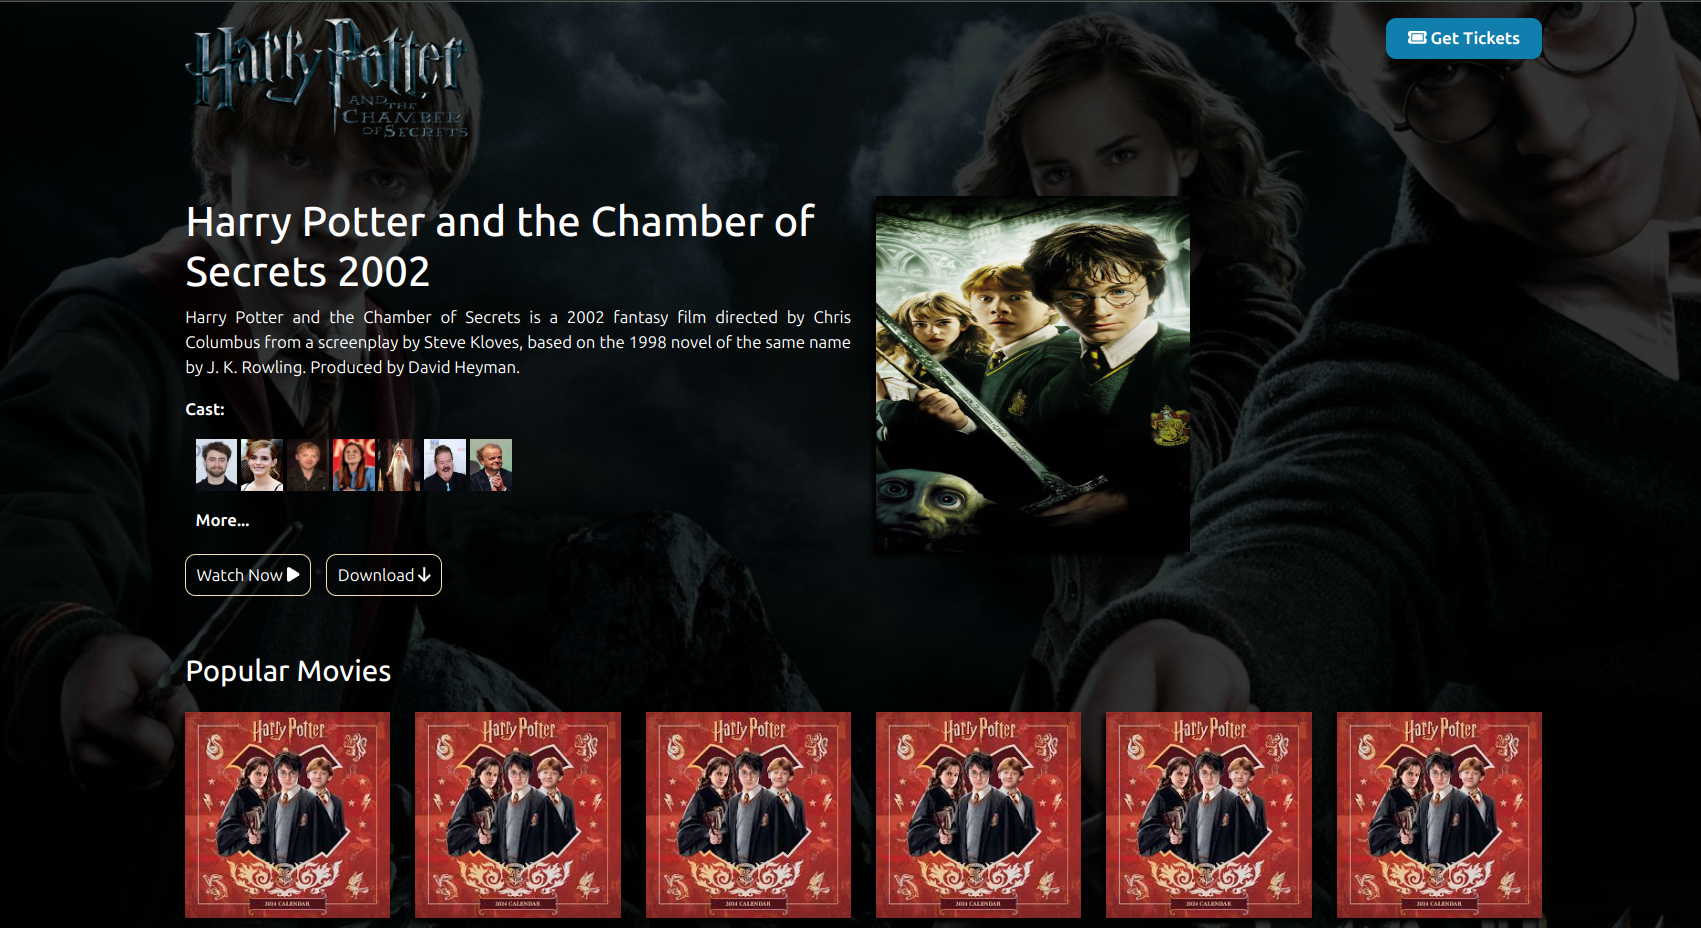 Harry Potter
AND THE
CHAMBER
OF SECRETS
Get Tickets
Harry Potter and the Chamber of
Secrets 2002
Harry Potter and the Chamber of Secrets is a 2002 fantasy film directed by Chris
Columbus from a screenplay by Steve Kloves, based on the 1998 novel of the same name
by J. K. Rowling. Produced by David Heyman.
Cast:
More...
Watch Now
Download
Popular Movies
Harry Potter
2024 CALENDAR
Harry Potter
2024 CALENDAR
Harry Potter
2024 CALENDAR
Harry Potter
2024 CALENDAR
Harry Potter
2024 CALENDAR
Harry Potter
2024 CALENDAR